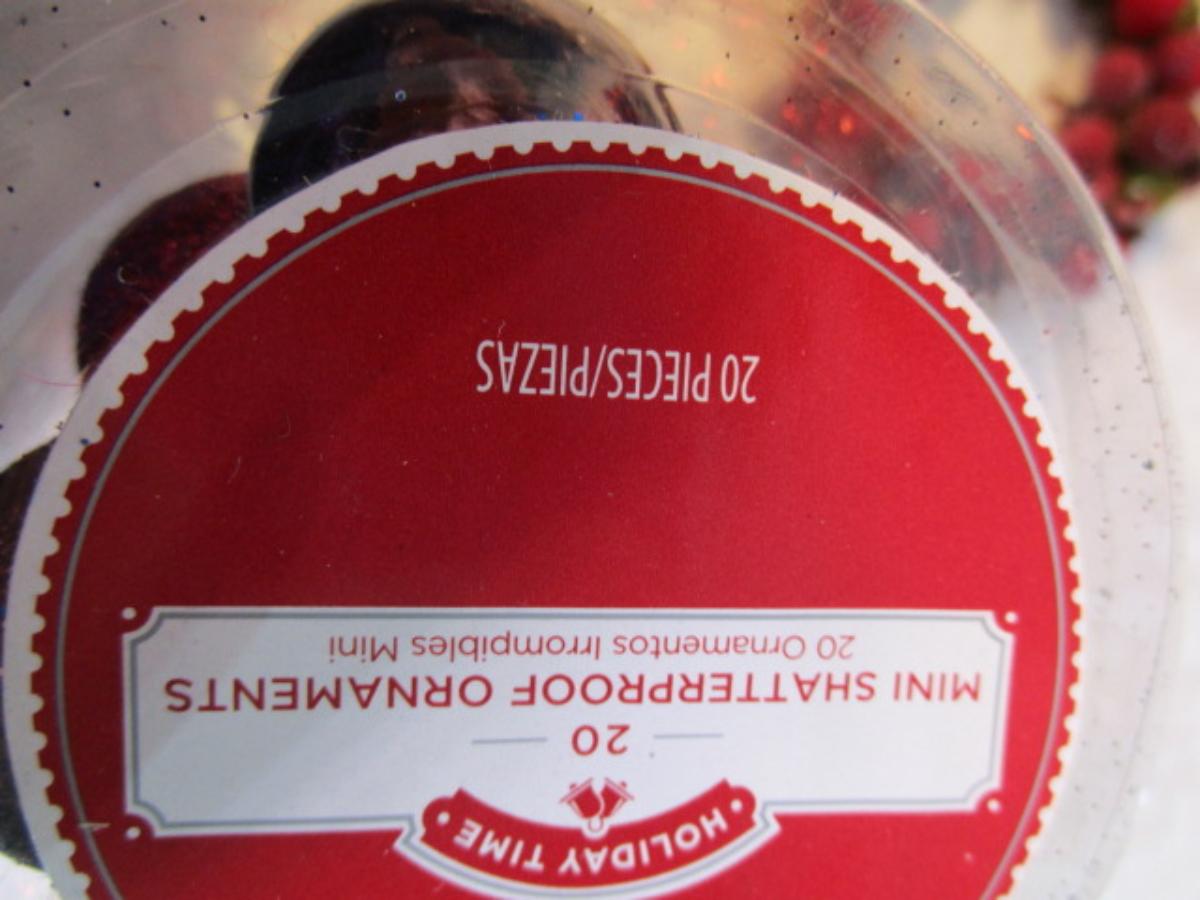 HOLIDAY TIME
20
MINI SHATTERPROOF ORNAMENTS
20 Ornamentos Irrompibles Mini
20 PIECES/PIEZAS